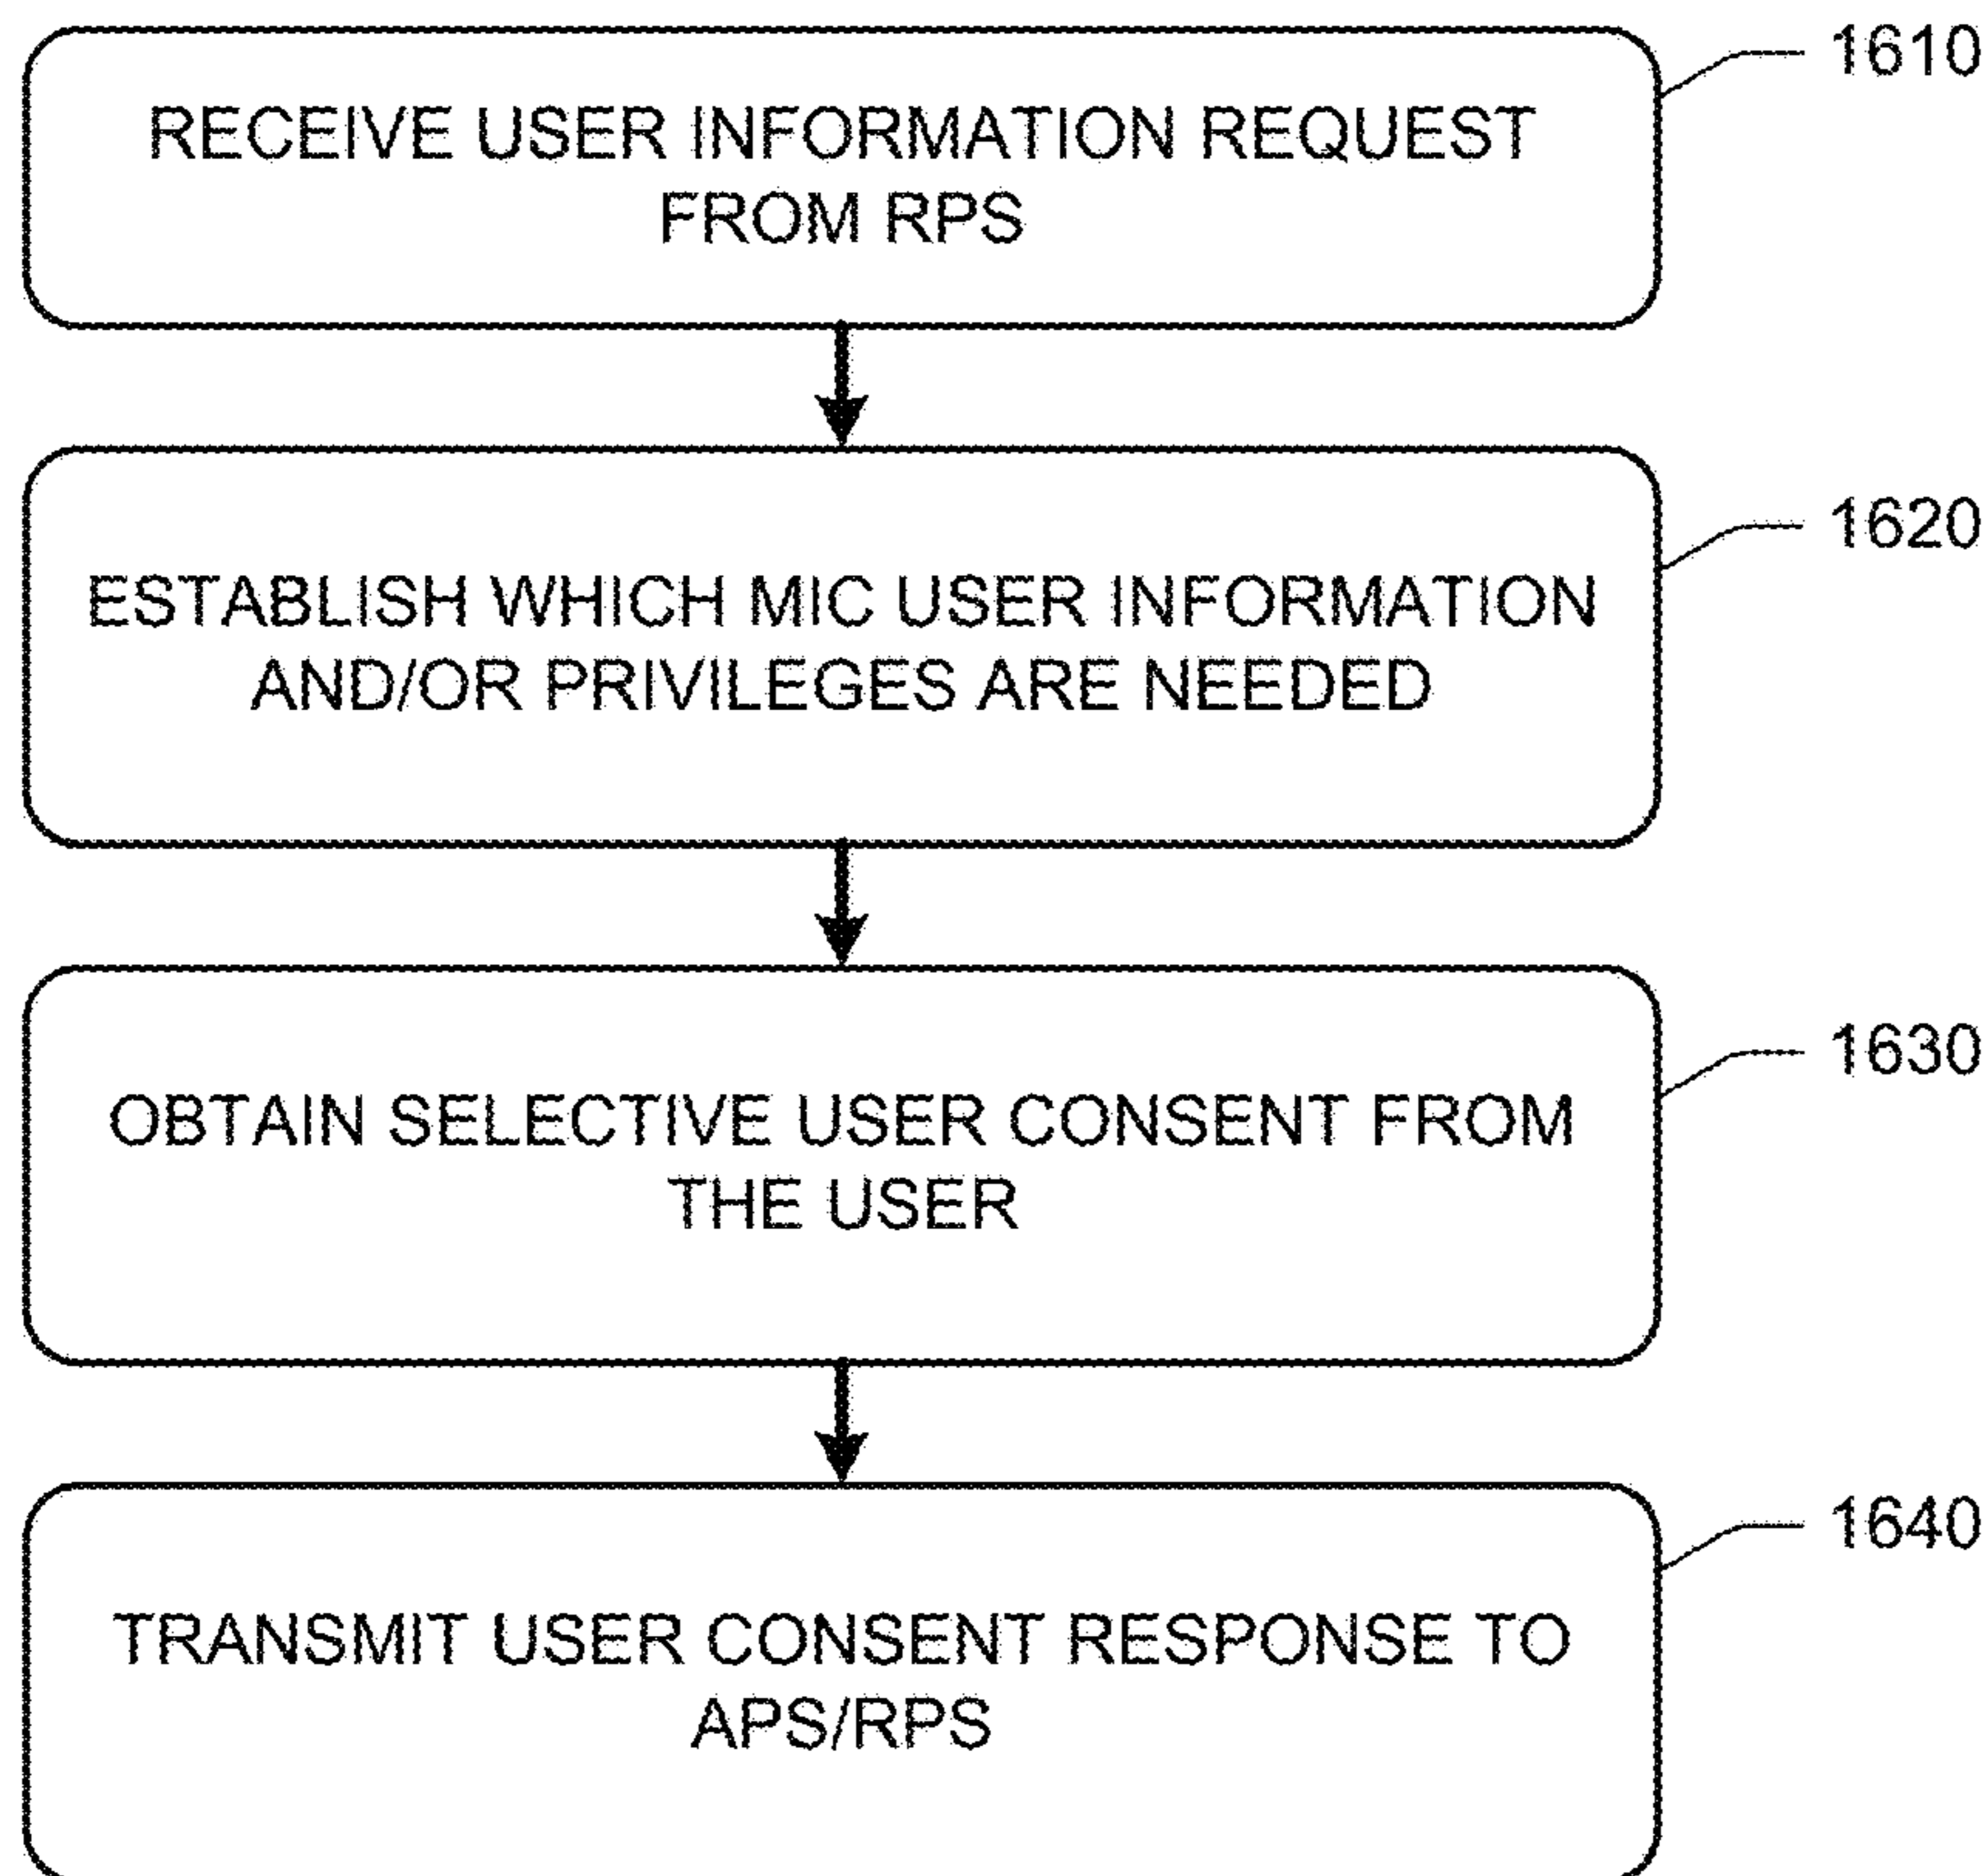 1610
RECEIVE USER INFORMATION REQUEST
FROM RPS
1620
ESTABLISH WHICH MIC USER INFORMATION
AND/OR PRIVILEGES ARE NEEDED
1630
OBTAIN SELECTIVE USER CONSENT FROM
THE USER
1640
TRANSMIT USER CONSENT RESPONSE TO
APS/RPS